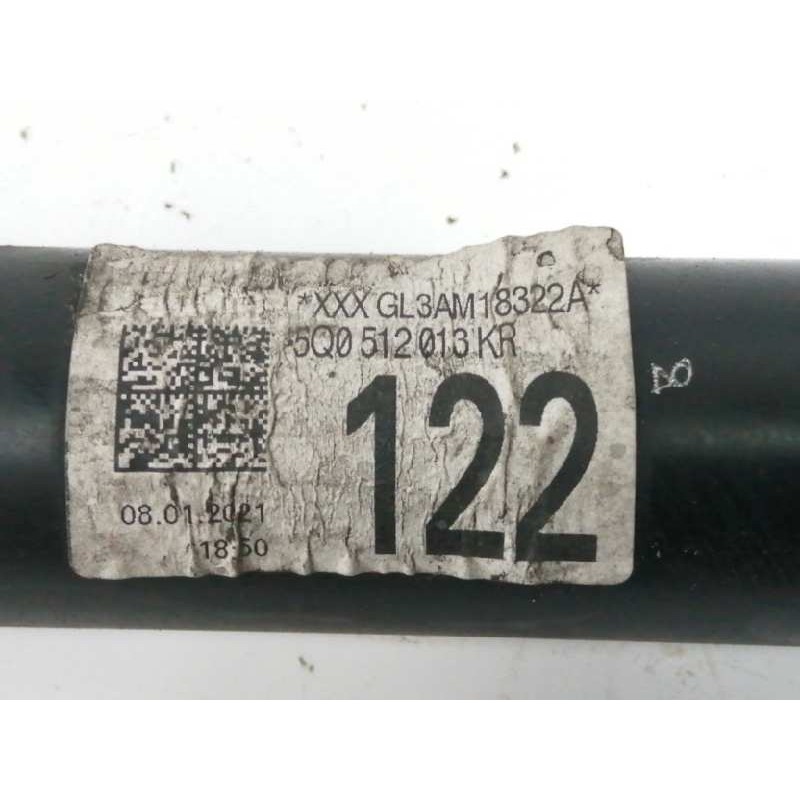 *XXX GL3AM18322A*
5Q0 512 013 KR
122
08.01.2021
18:50
B